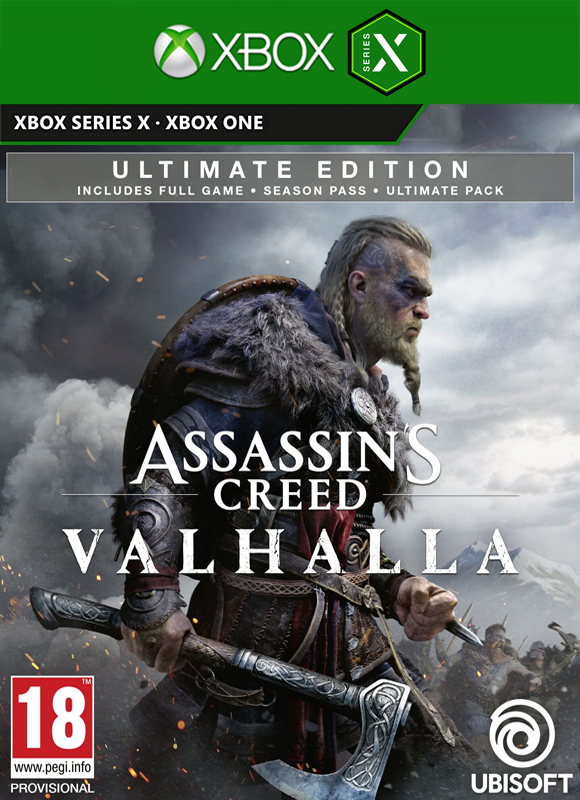 XBOX
SERIES X
XBOX SERIES X · XBOX ONE
ULTIMATE EDITION
INCLUDES FULL GAME • SEASON PASS • ULTIMATE PACK
ASSASSIN'S
CREED
VALHALLA
18™
www.pegi.info
PROVISIONAL
UBISOFT